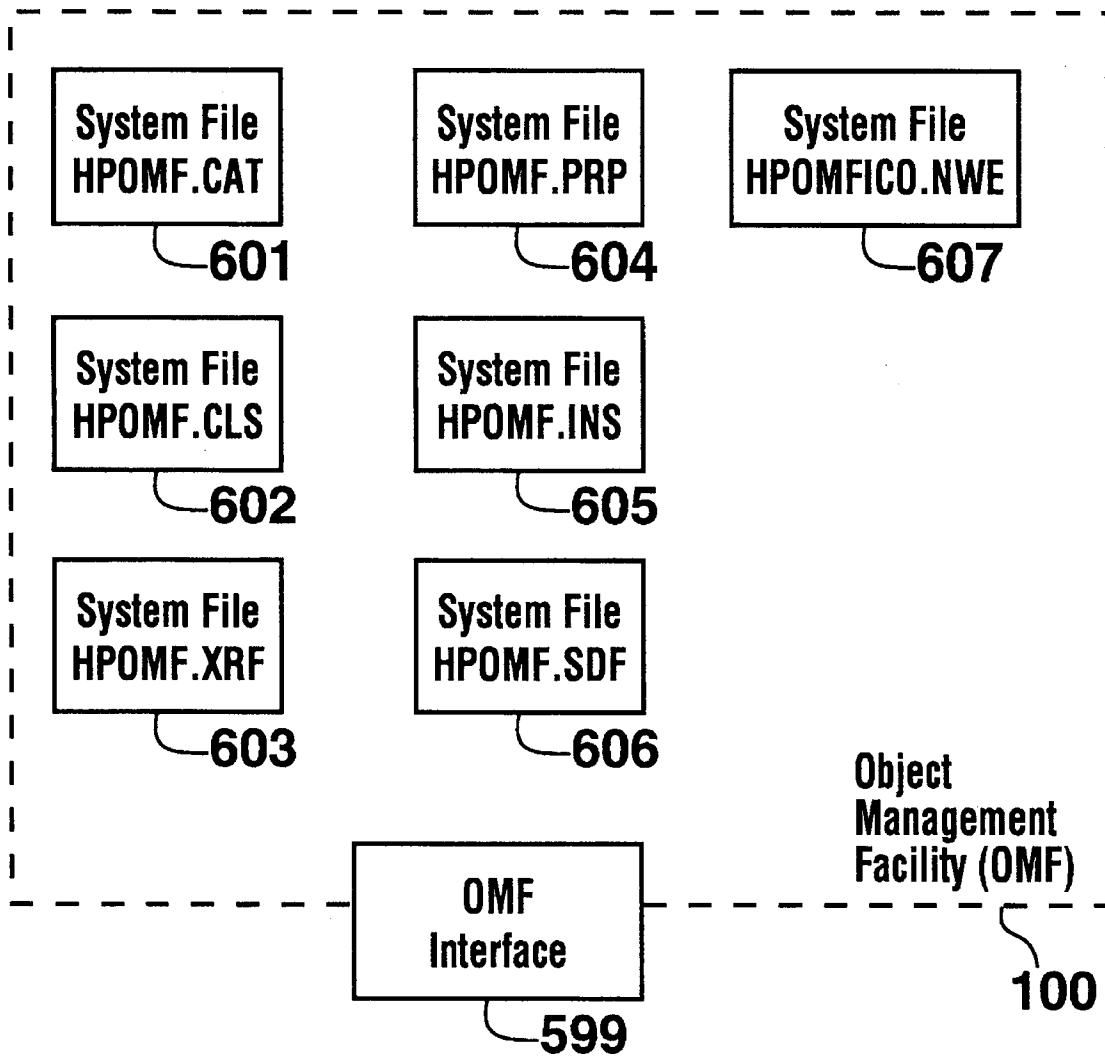 System File
HPOMF.CAT
601
System File
HPOMF.PRP
604
System File
HPOMFICO.NWE
607
System File
HPOMF.CLS
602
System File
HPOMF.INS
605
System File
HPOMF.XRF
603
System File
HPOMF.SDF
606
Object
Management
Facility (OMF)
100
OMF
Interface
599